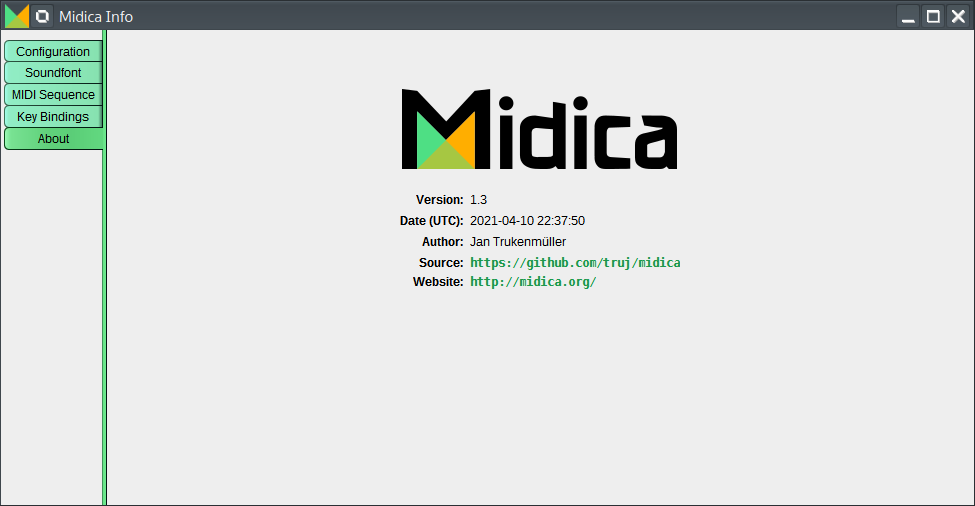 Midica Info
Configuration
Soundfont
MIDI Sequence
Key Bindings
About
Midica
Version: 1.3
Date (UTC): 2021-04-10 22:37:50
Author: Jan Trukenmüller
Source: https://github.com/truj/midica
Website: http://midica.org/